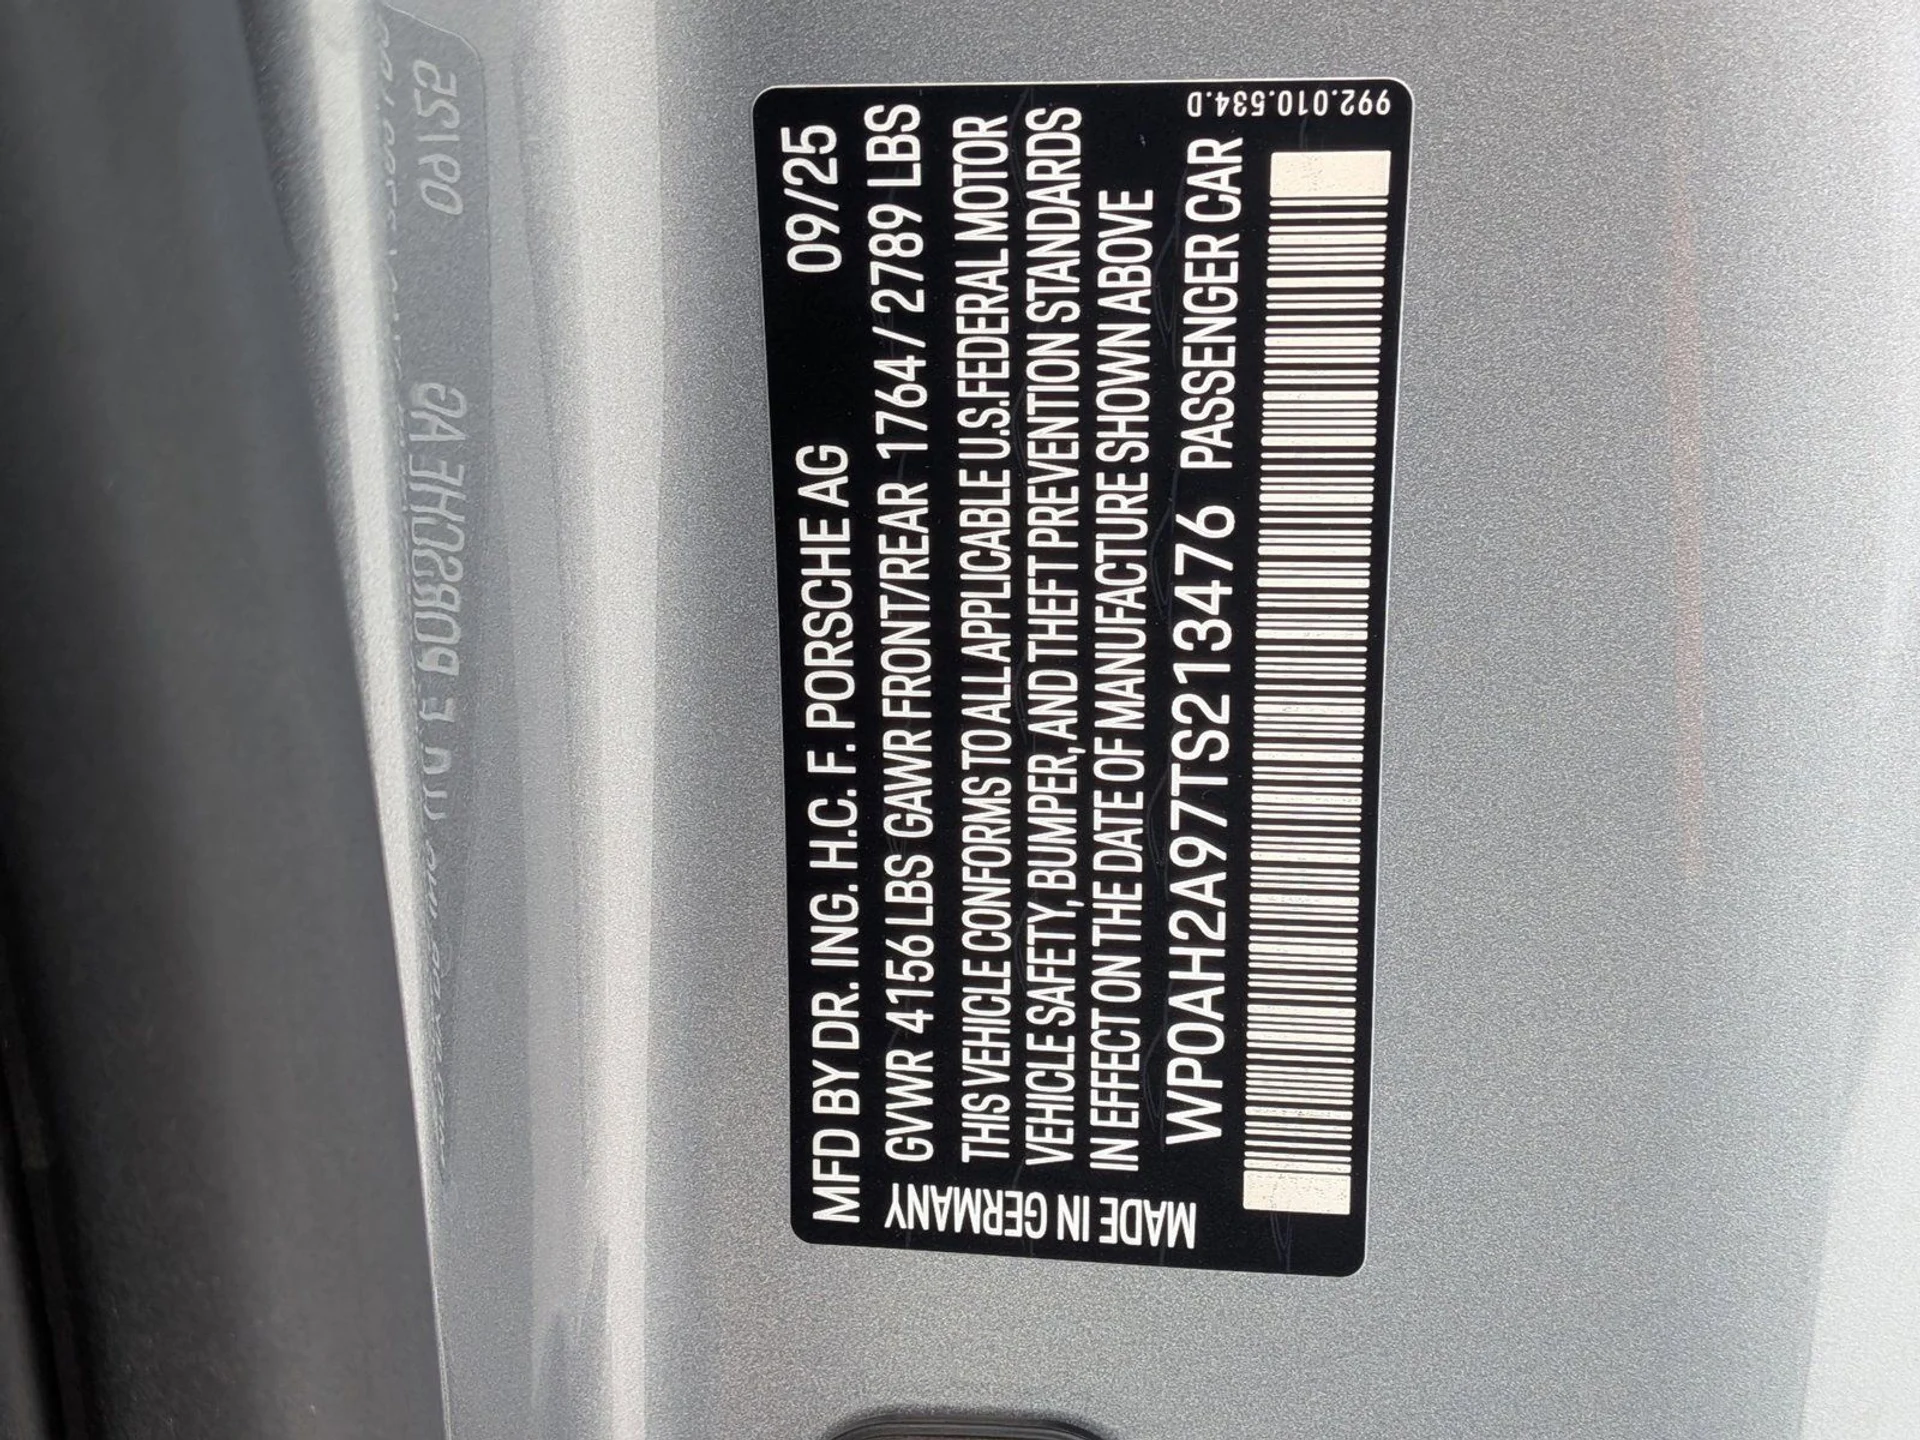 992.010.534.D
MFD BY DR. ING. H.C. F. PORSCHE AG 09/25
GVWR 4156 LBS GAWR FRONT/REAR 1764/2789 LBS
THIS VEHICLE CONFORMS TO ALL APPLICABLE U.S. FEDERAL MOTOR
VEHICLE SAFETY, BUMPER, AND THEFT PREVENTION STANDARDS
IN EFFECT ON THE DATE OF MANUFACTURE SHOWN ABOVE
WP0AH2A97TS213476 PASSENGER CAR
MADE IN GERMANY